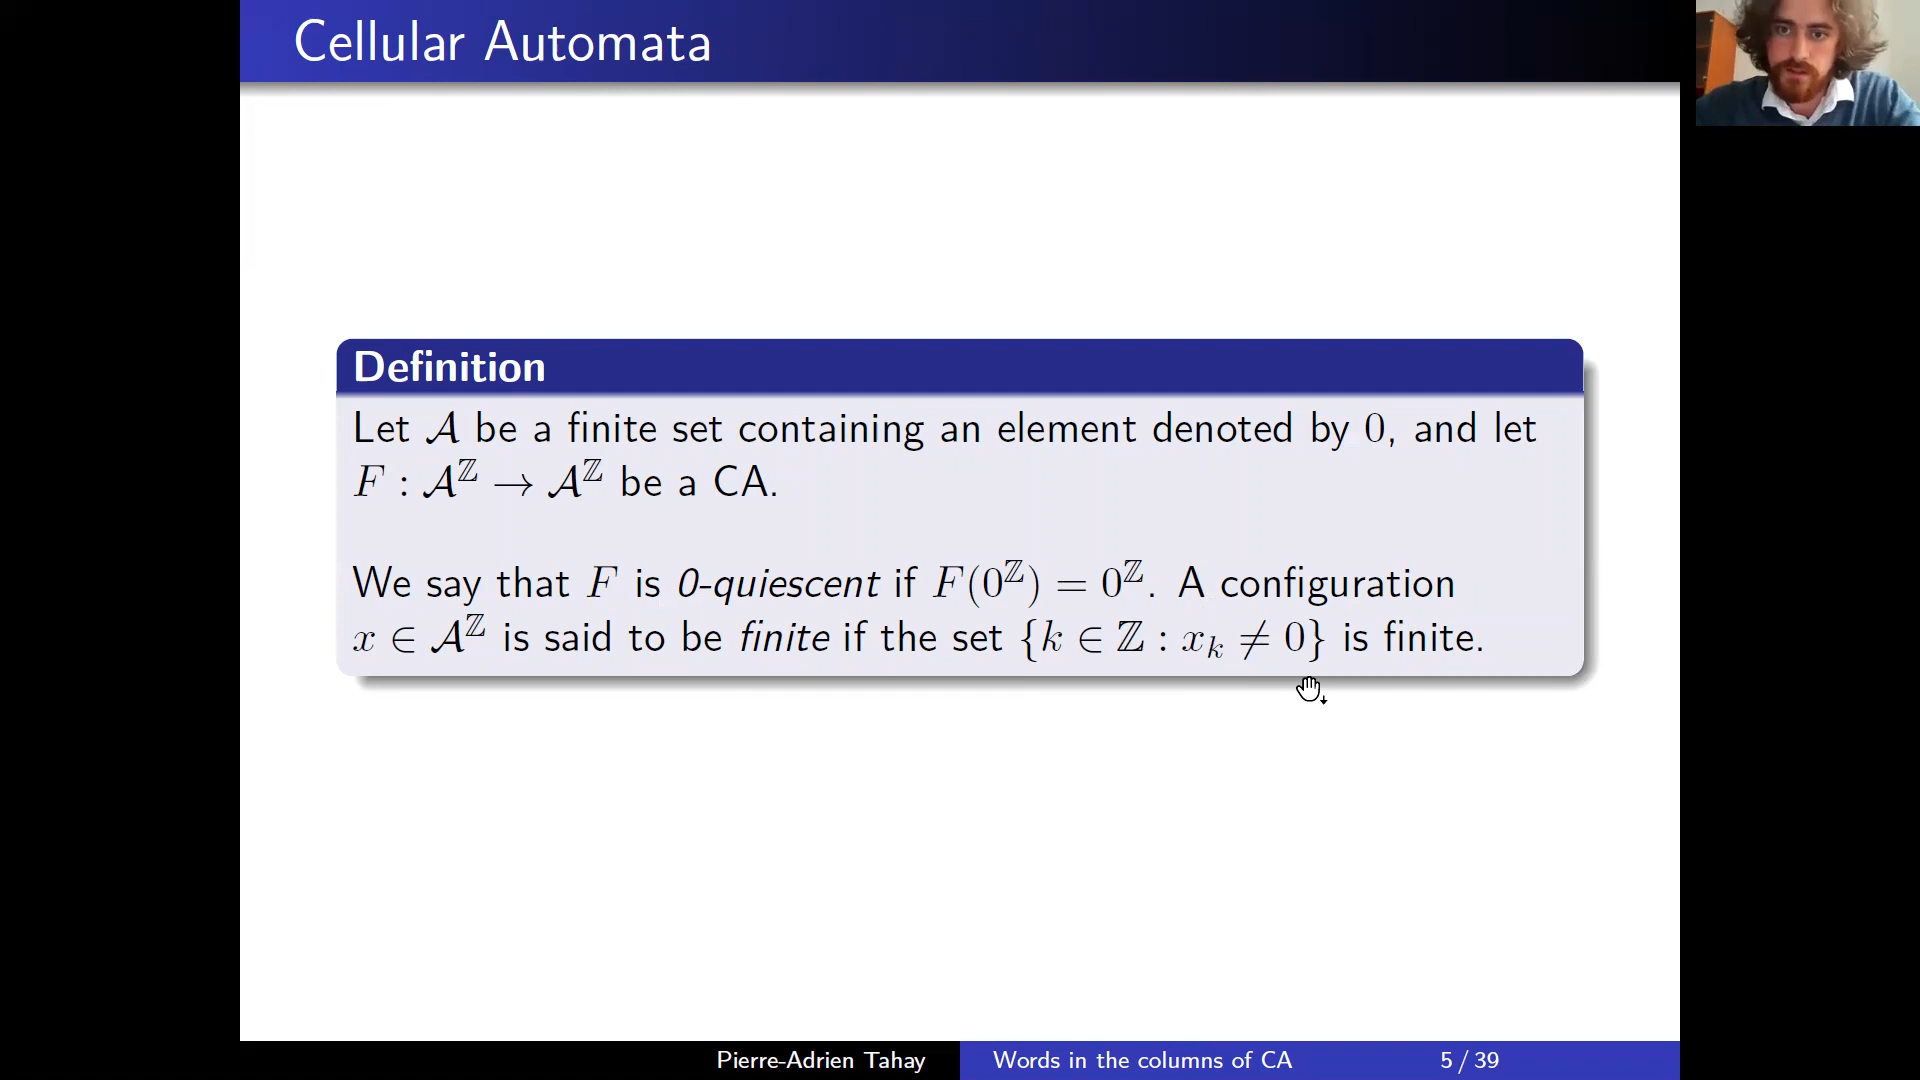 Cellular Automata
Definition
Let 𝒜 be a finite set containing an element denoted by 0, and let
F : 𝒜^ℤ → 𝒜^ℤ be a CA.
We say that F is 0-quiescent if F(0^ℤ) = 0^ℤ. A configuration
x ∈ 𝒜^ℤ is said to be finite if the set {k ∈ ℤ : x_k ≠ 0} is finite.
Pierre-Adrien Tahay Words in the columns of CA 5 / 39